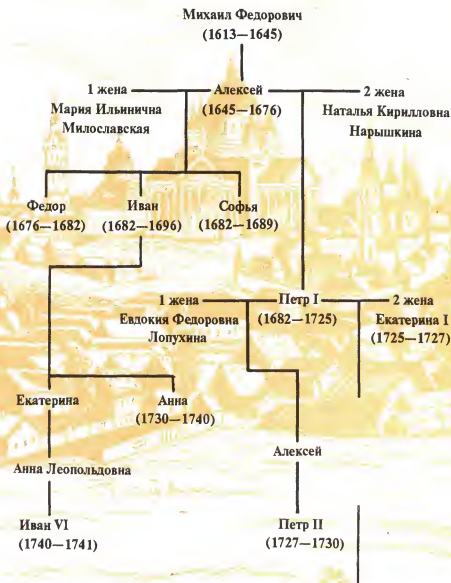 Михаил Федорович
(1613—1645)
1 жена
Мария Ильинична
Милославская
Алексей
(1645—1676)
2 жена
Наталья Кирилловна
Нарышкина
Федор
(1676—1682)
Иван
(1682—1696)
Софья
(1682—1689)
1 жена
Евдокия Федоровна
Лопухина
Петр I
(1682—1725)
2 жена
Екатерина I
(1725—1727)
Екатерина
Анна
(1730—1740)
Алексей
Анна Леопольдовна
Иван VI
(1740—1741)
Петр II
(1727—1730)